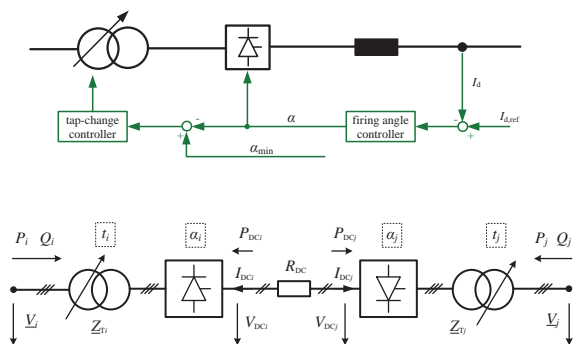 I_d
tap-change controller
- + α
firing angle controller
- + I_d,ref
α_min
P_DCi P_DCj
t_i α_i α_j t_j
P_i Q_i I_DCi R_DC I_DCj P_j Q_j
V_i Z_Ti V_DCi V_DCj Z_Tj V_j